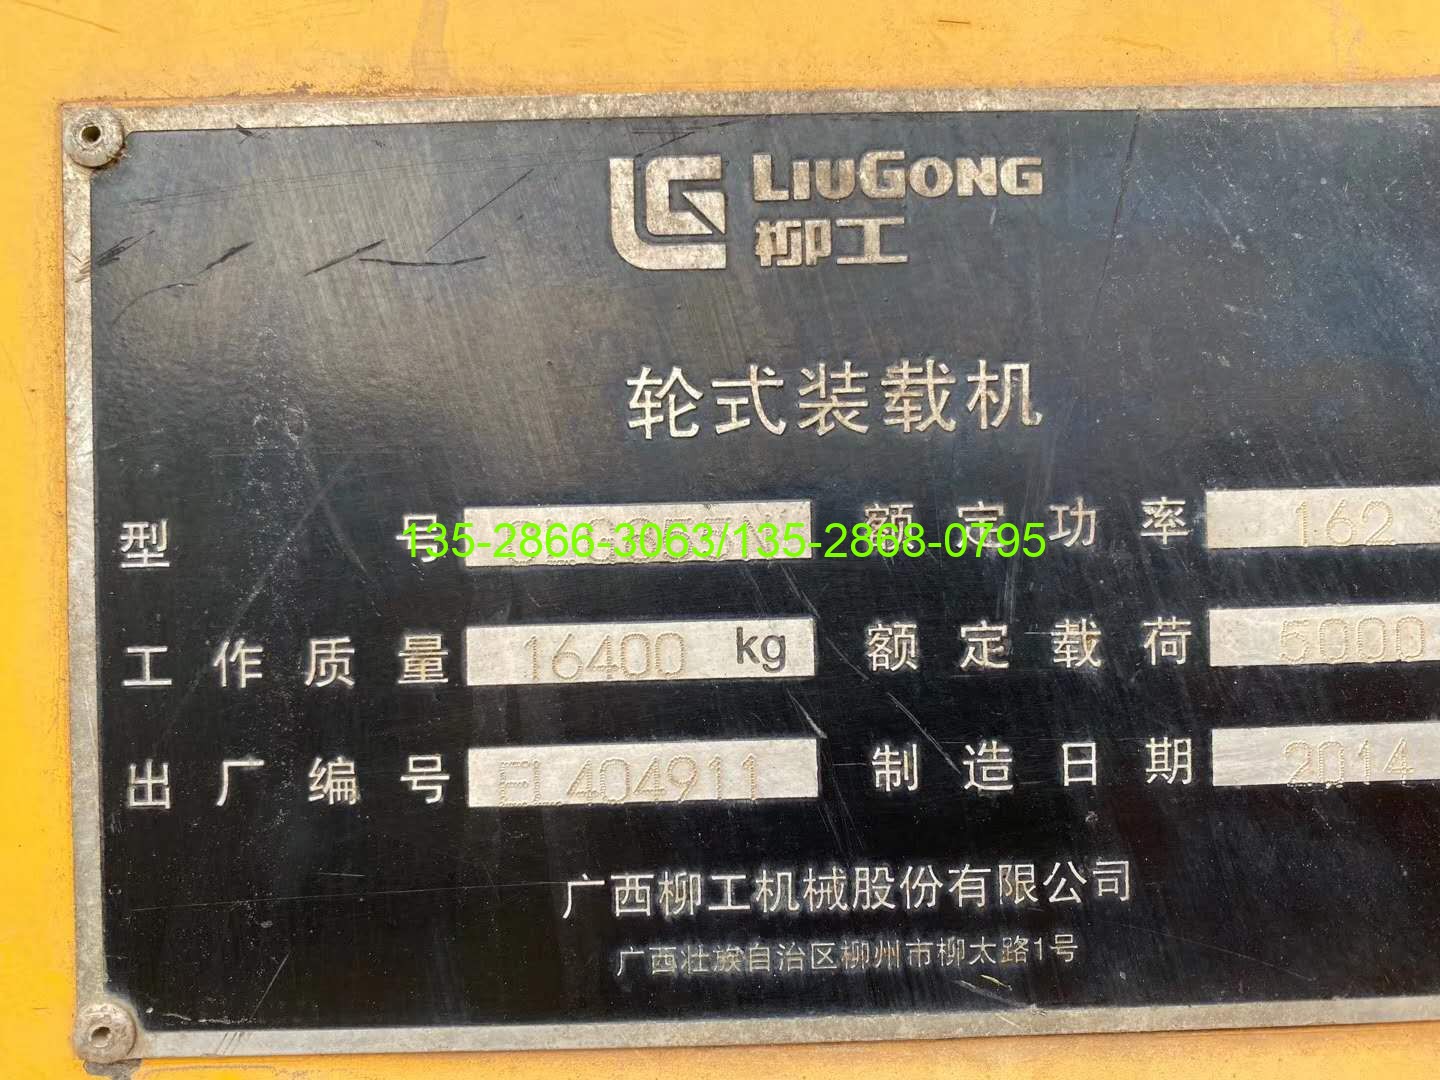 LIUGONG
柳工
轮式装载机
型号 额定功率 162
135-2866-3063/135-2868-0795
工作质量 16400 kg 额定载荷 5000
出厂编号 EL404911 制造日期 2014
广西柳工机械股份有限公司
广西壮族自治区柳州市柳太路1号